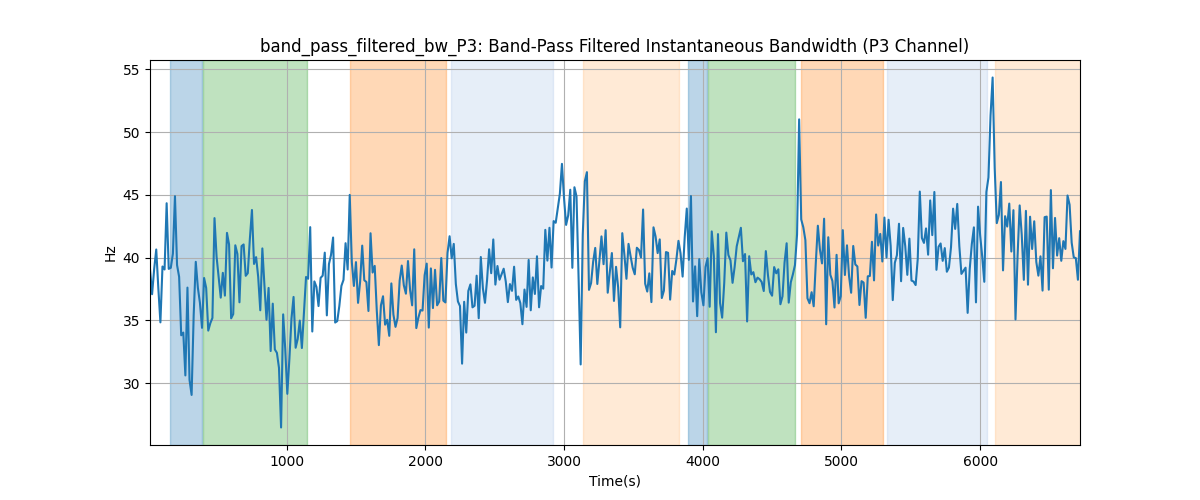 band_pass_filtered_bw_P3: Band-Pass Filtered Instantaneous Bandwidth (P3 Channel)
55
50
45
40
35
30
Hz
1000 2000 3000 4000 5000 6000
Time(s)